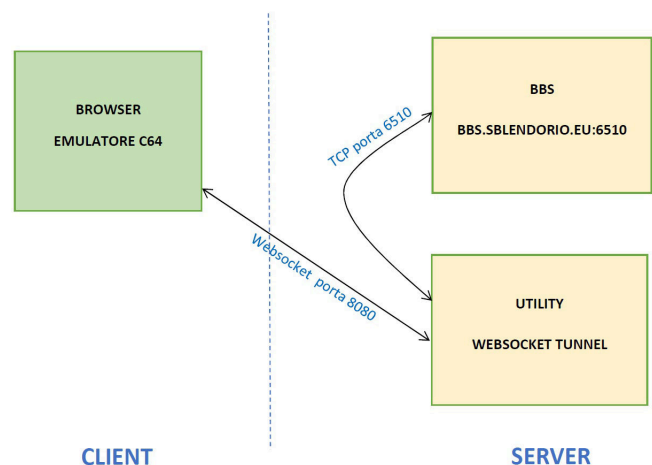 BROWSER
EMULATORE C64
BBS
BBS.SBLENDORIO.EU:6510
TCP porta 6510
Websocket porta 8080
UTILITY
WEBSOCKET TUNNEL
CLIENT
SERVER